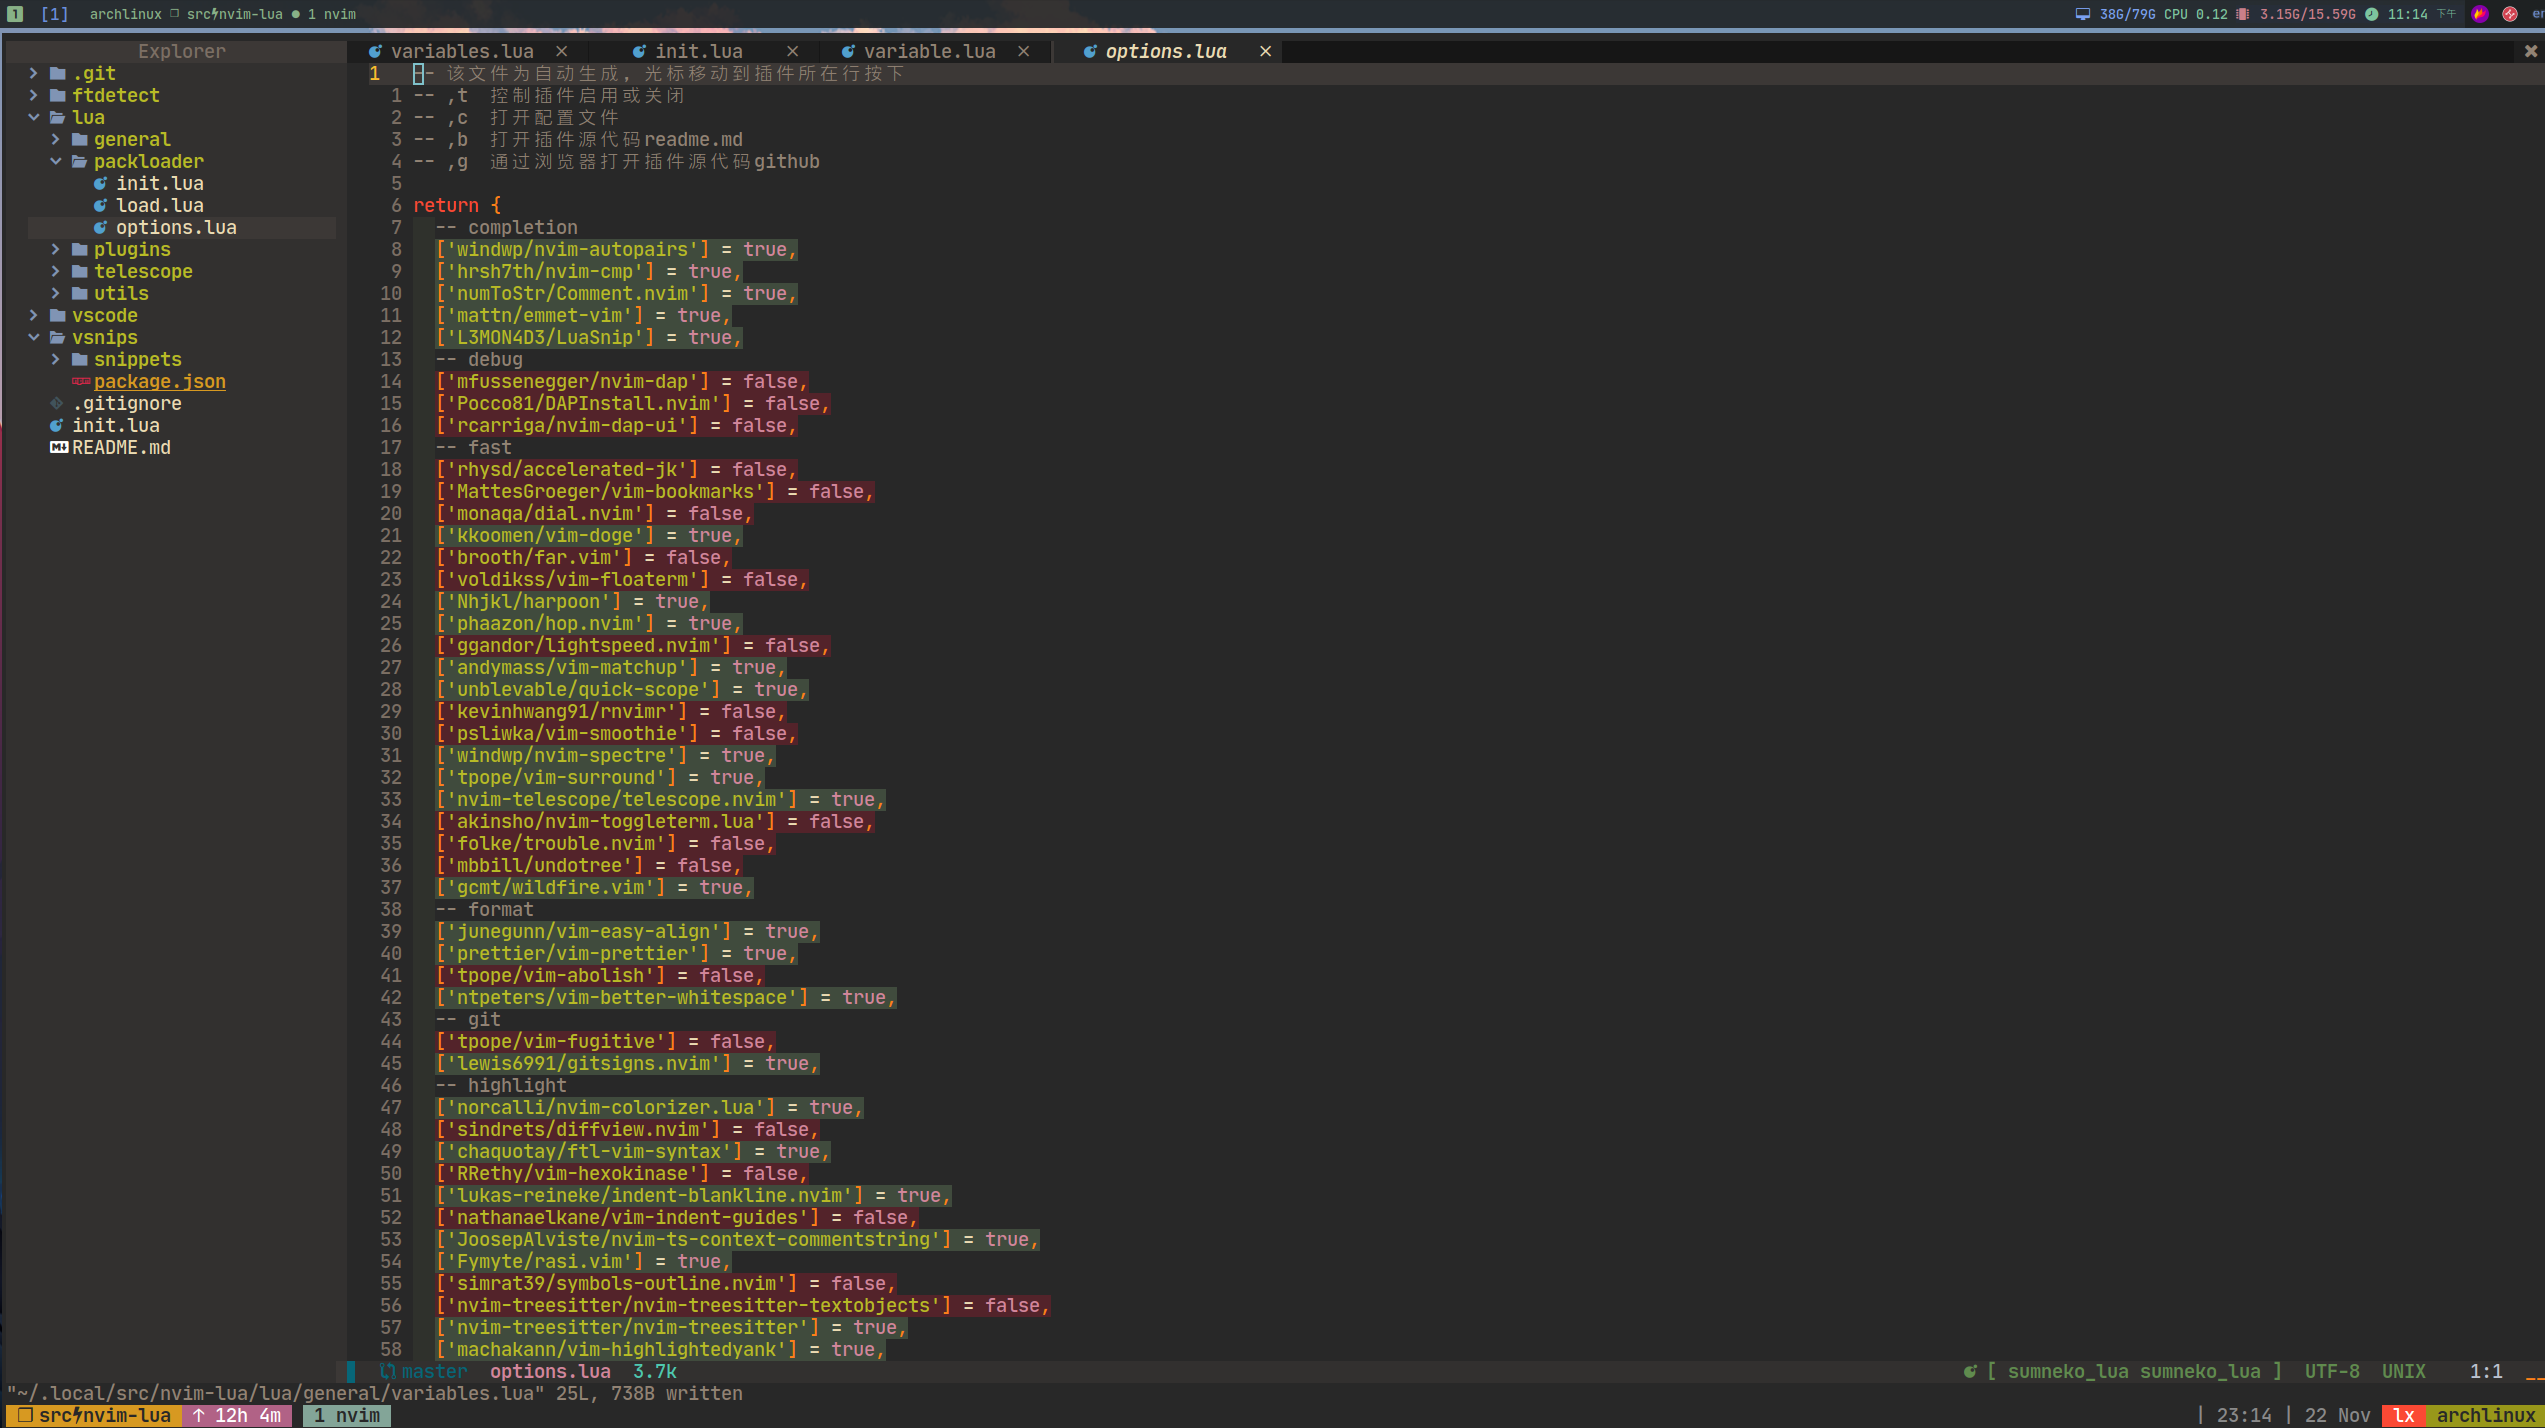 1 [1] archlinux src nvim-lua ● 1 nvim 38G/79G CPU 0.12 3.15G/15.59G 11:14 下午
Explorer
.git
ftdetect
lua
general
packloader
init.lua
load.lua
options.lua
plugins
telescope
utils
vscode
vsnips
snippets
package.json
.gitignore
init.lua
README.md
variables.lua × init.lua × variable.lua × options.lua ×
1 -- 该文件为自动生成，光标移动到插件所在行按下
1 -- ,t 控制插件启用或关闭
2 -- ,c 打开配置文件
3 -- ,b 打开插件源代码readme.md
4 -- ,g 通过浏览器打开插件源代码github
5
6 return {
7 -- completion
8 ['windwp/nvim-autopairs'] = true,
9 ['hrsh7th/nvim-cmp'] = true,
10 ['numToStr/Comment.nvim'] = true,
11 ['mattn/emmet-vim'] = true,
12 ['L3MON4D3/LuaSnip'] = true,
13 -- debug
14 ['mfussenegger/nvim-dap'] = false,
15 ['Pocco81/DAPInstall.nvim'] = false,
16 ['rcarriga/nvim-dap-ui'] = false,
17 -- fast
18 ['rhysd/accelerated-jk'] = false,
19 ['MattesGroeger/vim-bookmarks'] = false,
20 ['monaqa/dial.nvim'] = false,
21 ['kkoomen/vim-doge'] = true,
22 ['brooth/far.vim'] = false,
23 ['voldikss/vim-floaterm'] = false,
24 ['Nhjkl/harpoon'] = true,
25 ['phaazon/hop.nvim'] = true,
26 ['ggandor/lightspeed.nvim'] = false,
27 ['andymass/vim-matchup'] = true,
28 ['unblevable/quick-scope'] = true,
29 ['kevinhwang91/rnvimr'] = false,
30 ['psliwka/vim-smoothie'] = false,
31 ['windwp/nvim-spectre'] = true,
32 ['tpope/vim-surround'] = true,
33 ['nvim-telescope/telescope.nvim'] = true,
34 ['akinsho/nvim-toggleterm.lua'] = false,
35 ['folke/trouble.nvim'] = false,
36 ['mbbill/undotree'] = false,
37 ['gcmt/wildfire.vim'] = true,
38 -- format
39 ['junegunn/vim-easy-align'] = true,
40 ['prettier/vim-prettier'] = true,
41 ['tpope/vim-abolish'] = false,
42 ['ntpeters/vim-better-whitespace'] = true,
43 -- git
44 ['tpope/vim-fugitive'] = false,
45 ['lewis6991/gitsigns.nvim'] = true,
46 -- highlight
47 ['norcalli/nvim-colorizer.lua'] = true,
48 ['sindrets/diffview.nvim'] = false,
49 ['chaquotay/ftl-vim-syntax'] = true,
50 ['RRethy/vim-hexokinase'] = false,
51 ['lukas-reineke/indent-blankline.nvim'] = true,
52 ['nathanaelkane/vim-indent-guides'] = false,
53 ['JoosepAlviste/nvim-ts-context-commentstring'] = true,
54 ['Fymyte/rasi.vim'] = true,
55 ['simrat39/symbols-outline.nvim'] = false,
56 ['nvim-treesitter/nvim-treesitter-textobjects'] = false,
57 ['nvim-treesitter/nvim-treesitter'] = true,
58 ['machakann/vim-highlightedyank'] = true,
master options.lua 3.7k [ sumneko_lua sumneko_lua ] UTF-8 UNIX 1:1
"~/.local/src/nvim-lua/lua/general/variables.lua" 25L, 738B written
src nvim-lua ↑ 12h 4m 1 nvim | 23:14 | 22 Nov lx archlinux